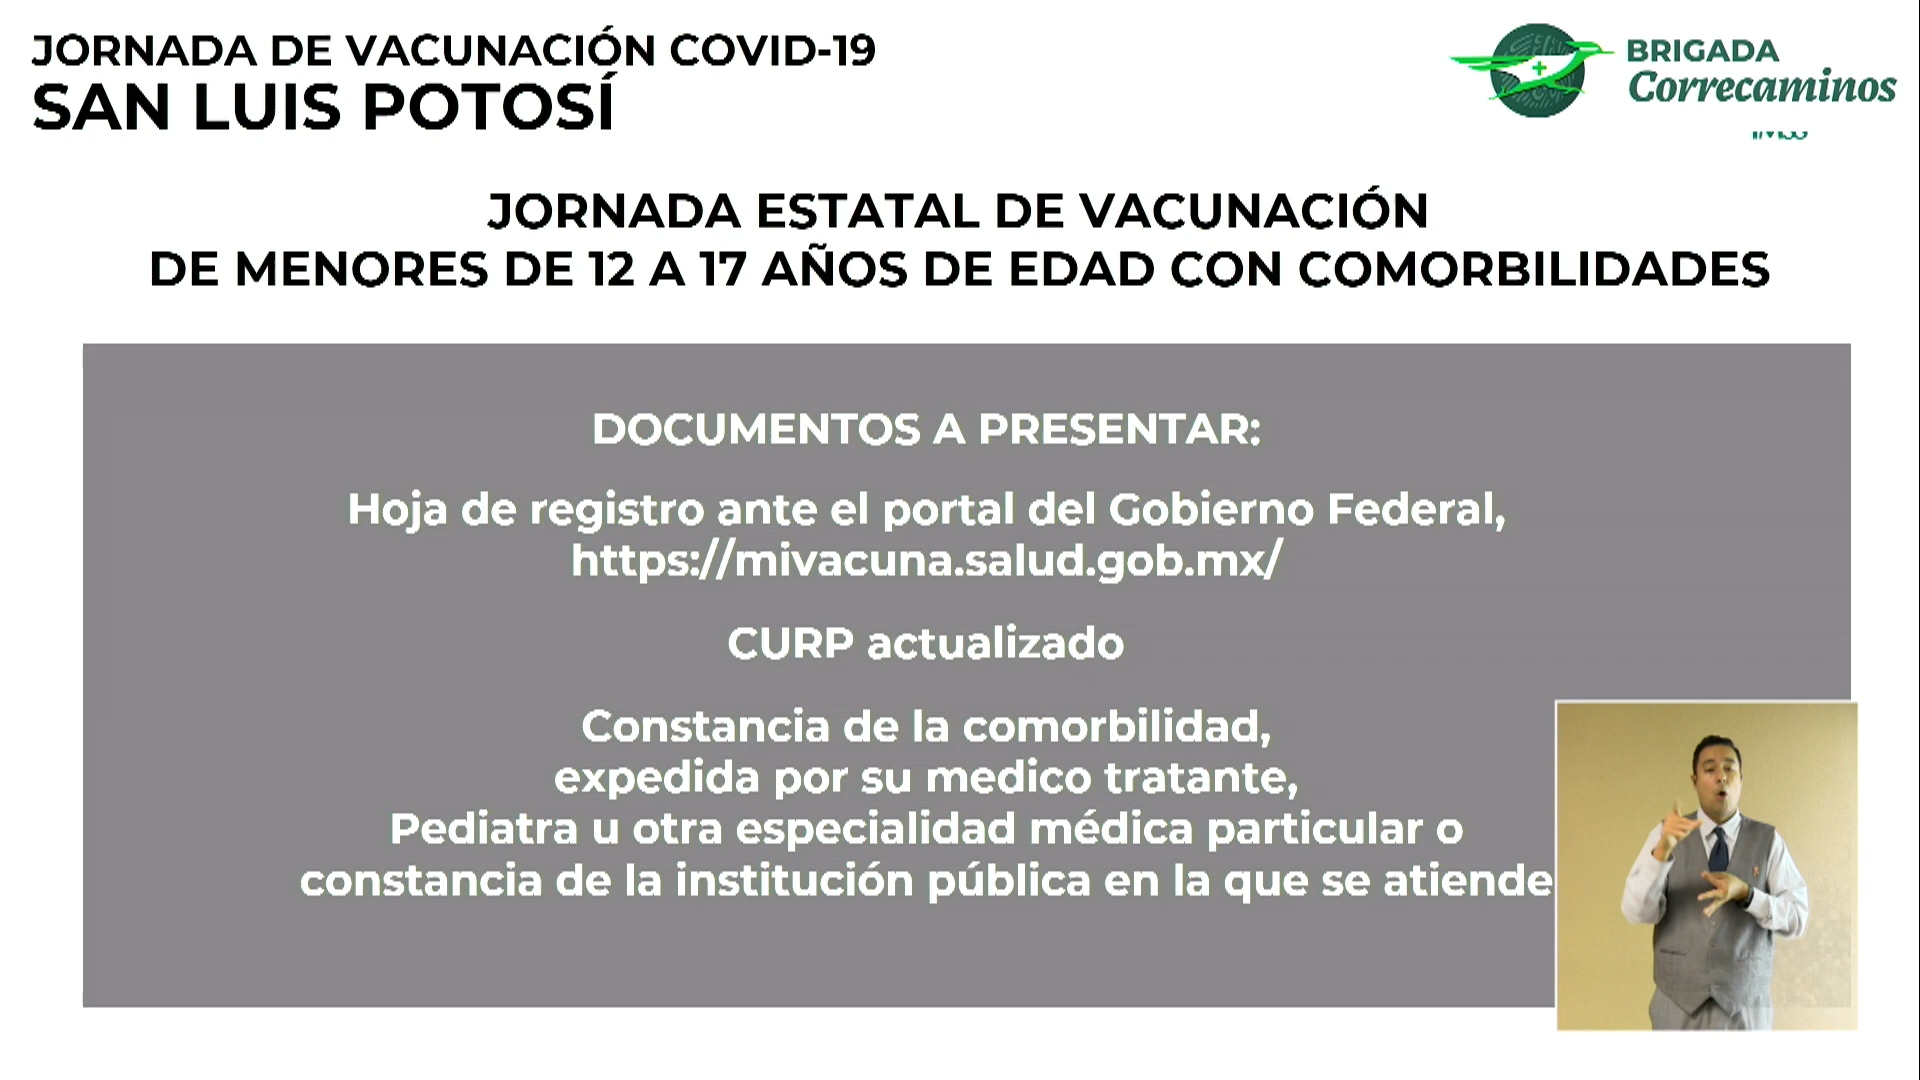 JORNADA DE VACUNACIÓN COVID-19
SAN LUIS POTOSÍ
BRIGADA
Correcaminos
JORNADA ESTATAL DE VACUNACIÓN
DE MENORES DE 12 A 17 AÑOS DE EDAD CON COMORBILIDADES
DOCUMENTOS A PRESENTAR:
Hoja de registro ante el portal del Gobierno Federal,
https://mivacuna.salud.gob.mx/
CURP actualizado
Constancia de la comorbilidad,
expedida por su medico tratante,
Pediatra u otra especialidad médica particular o
constancia de la institución pública en la que se atiende